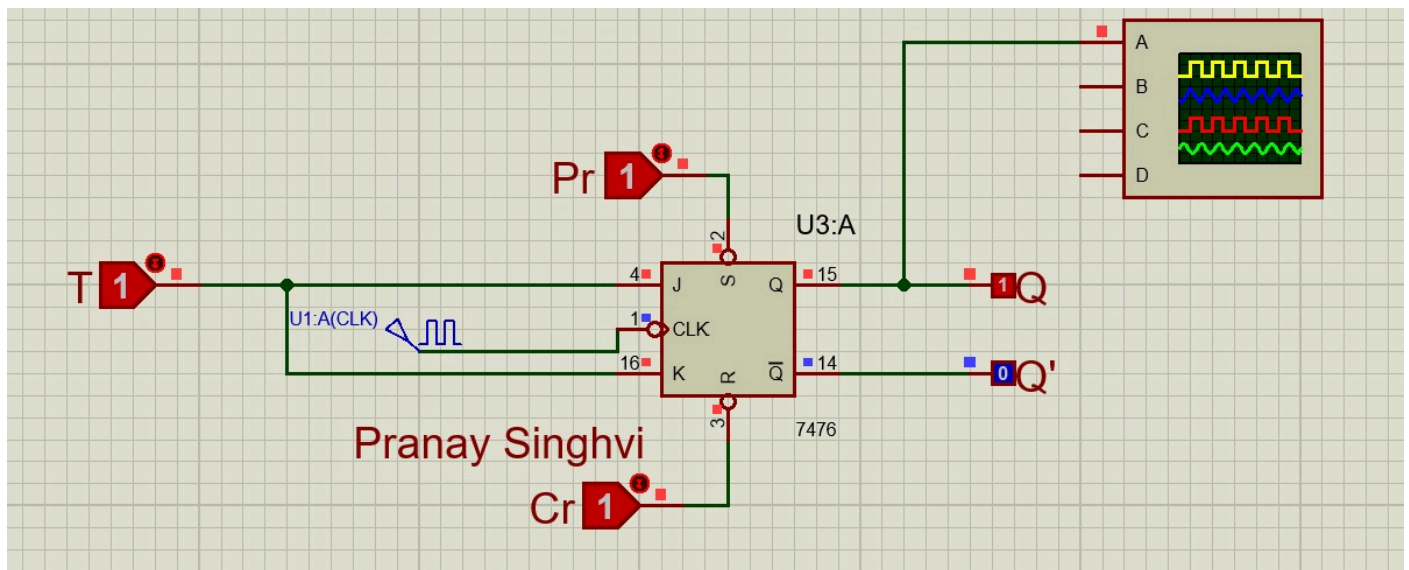 A
B
C
D
Pr 1
U3:A
2
T 1
4 J S Q 15 1 Q
U1:A(CLK)
1 CLK
16 K R Q̅ 14 0 Q'
3
7476
Pranay Singhvi
Cr 1